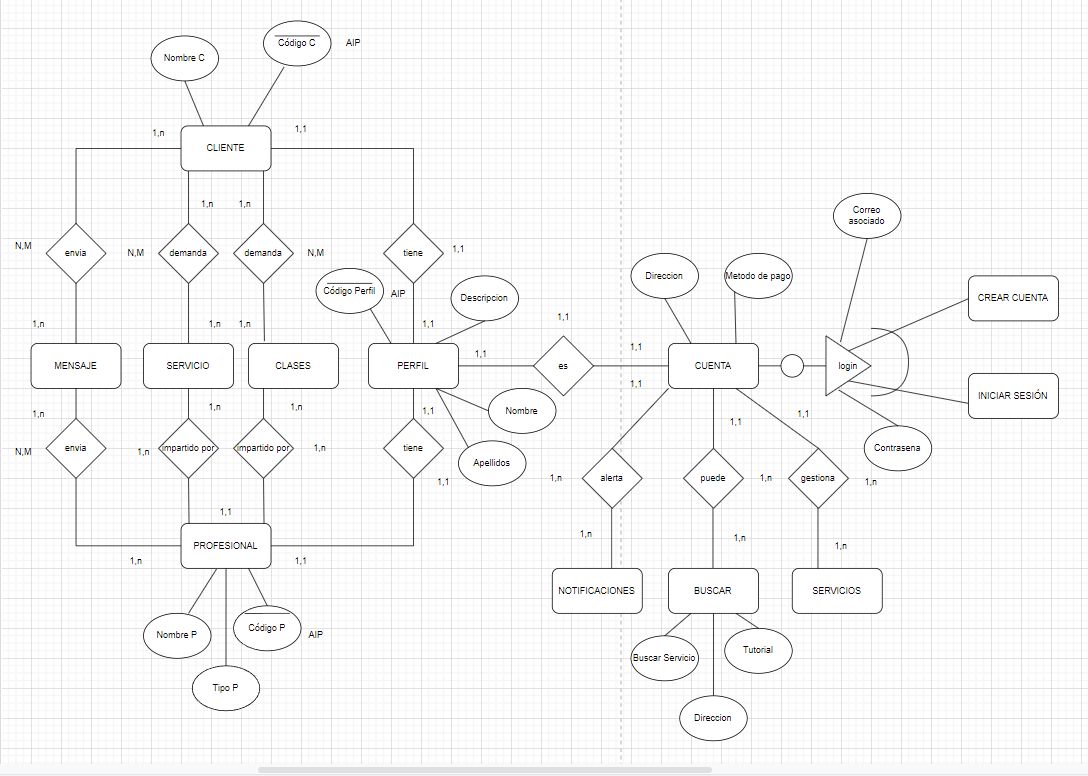 Código C
AIP
Nombre C
1,n
1,1
CLIENTE
1,n
1,n
Correo
asociado
N,M
envia
N,M
demanda
demanda
N,M
tiene
1,1
Direccion
Metodo de pago
Código Perfil
AIP
Descripcion
CREAR CUENTA
1,n
1,n
1,n
1,1
1,1
1,1
1,1
MENSAJE
SERVICIO
CLASES
PERFIL
es
CUENTA
login
1,1
INICIAR SESIÓN
1,n
1,n
1,n
1,1
Nombre
1,1
1,1
N,M
envia
1,n
impartido por
impartido por
1,n
tiene
Contrasena
Apellidos
1,1
1,n
alerta
puede
1,n
gestiona
1,n
1,1
1,n
1,n
1,n
PROFESIONAL
1,n
1,1
NOTIFICACIONES
BUSCAR
SERVICIOS
Nombre P
Código P
AIP
Buscar Servicio
Tutorial
Tipo P
Direccion